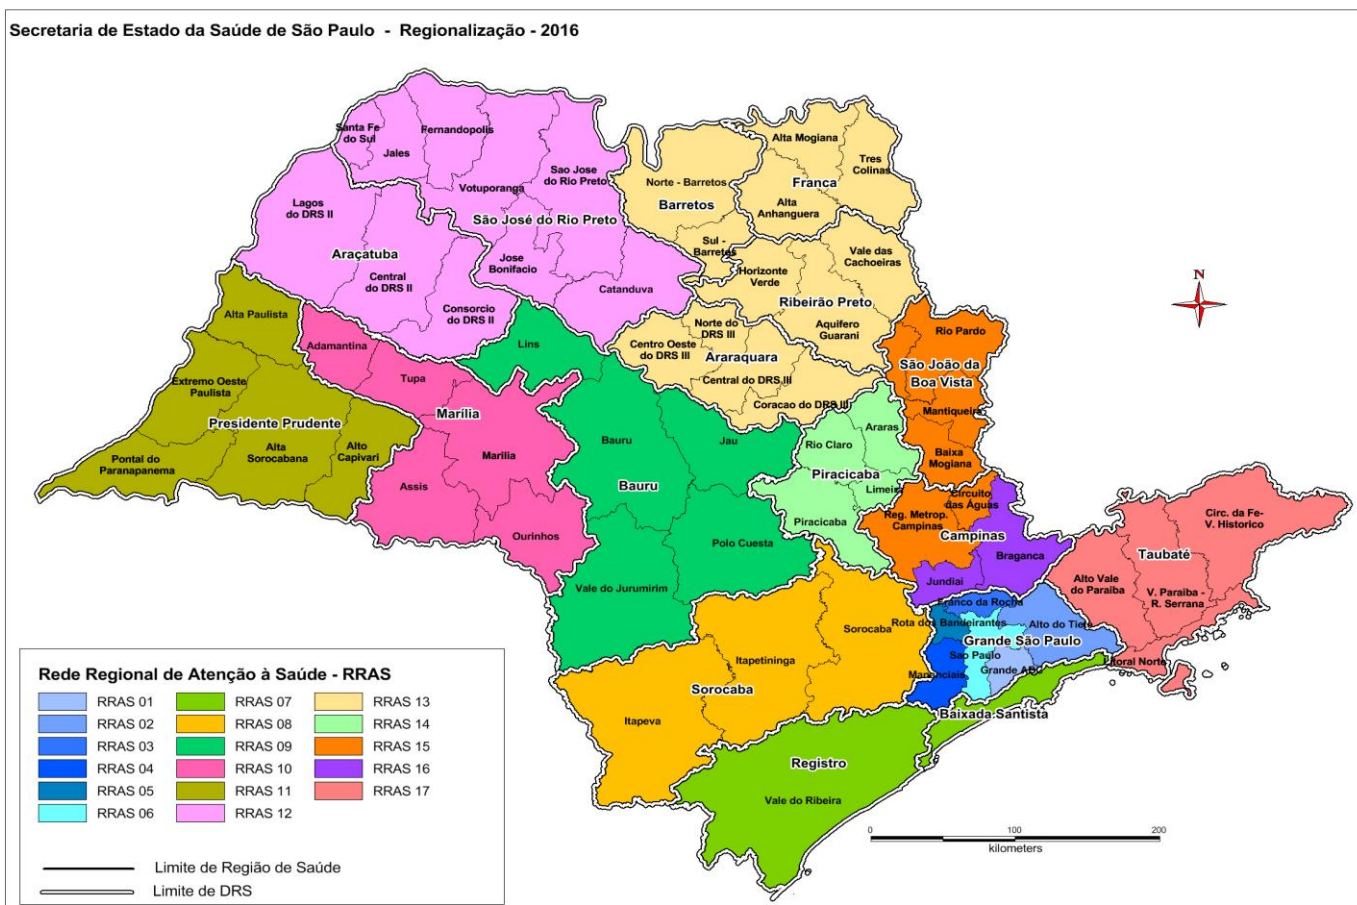 Secretaria de Estado da Saúde de São Paulo - Regionalização - 2016
Santa Fe
do Sul
Jales
Fernandopolis
Votuporanga
Sao Jose
do Rio Preto
São José do Rio Preto
Jose
Bonifacio
Catanduva
Lagos
do DRS II
Araçatuba
Central
do DRS II
Consorcio
do DRS II
Norte - Barretos
Barretos
Sul -
Barretos
Alta Mogiana
Tres
Colinas
Franca
Alta
Anhanguera
Vale das
Cachoeiras
Horizonte
Verde
Ribeirão Preto
Aquifero
Guarani
N
Alta Paulista
Extremo Oeste
Paulista
Presidente Prudente
Pontal do
Paranapanema
Alta
Sorocabana
Alto
Capivari
Adamantina
Tupa
Marília
Marilia
Assis
Ourinhos
Lins
Bauru
Jau
Bauru
Polo Cuesta
Vale do Jurumirim
Norte do
DRS III
Centro Oeste
do DRS III
Araraquara
Central do DRS III
Coracao do DRS III
Rio Pardo
São João da
Boa Vista
Mantiqueira
Baixa
Mogiana
Araras
Rio Claro
Piracicaba
Limeira
Piracicaba
Circuito
das Águas
Reg. Metrop.
Campinas
Campinas
Braganca
Jundiai
Circ. da Fe-
V. Historico
Taubaté
Alto Vale
do Paraiba
V. Paraiba -
R. Serrana
Litoral Norte
Franco da Rocha
Rota dos Bandeirantes
Alto do Tiete
Grande São Paulo
Sao Paulo
Grande ABC
Mananciais
Baixada Santista
Sorocaba
Itapetininga
Sorocaba
Itapeva
Registro
Vale do Ribeira
0 100 200
kilometers
Rede Regional de Atenção à Saúde - RRAS
RRAS 01 RRAS 07 RRAS 13
RRAS 02 RRAS 08 RRAS 14
RRAS 03 RRAS 09 RRAS 15
RRAS 04 RRAS 10 RRAS 16
RRAS 05 RRAS 11 RRAS 17
RRAS 06 RRAS 12
Limite de Região de Saúde
Limite de DRS